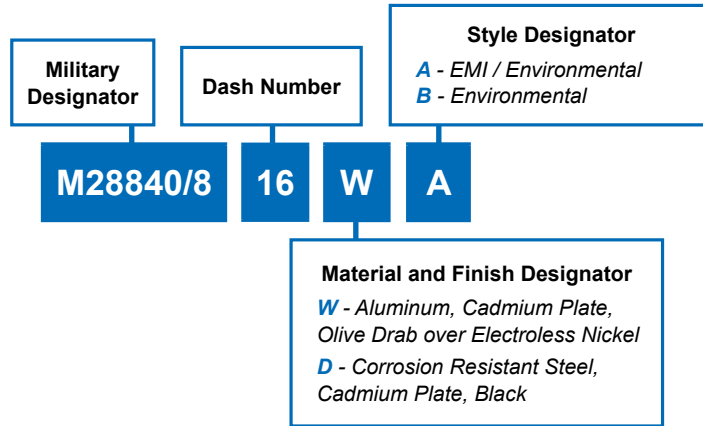 Style Designator
A - EMI / Environmental
B - Environmental
Military
Designator
Dash Number
M28840/8
16
W
A
Material and Finish Designator
W - Aluminum, Cadmium Plate,
Olive Drab over Electroless Nickel
D - Corrosion Resistant Steel,
Cadmium Plate, Black